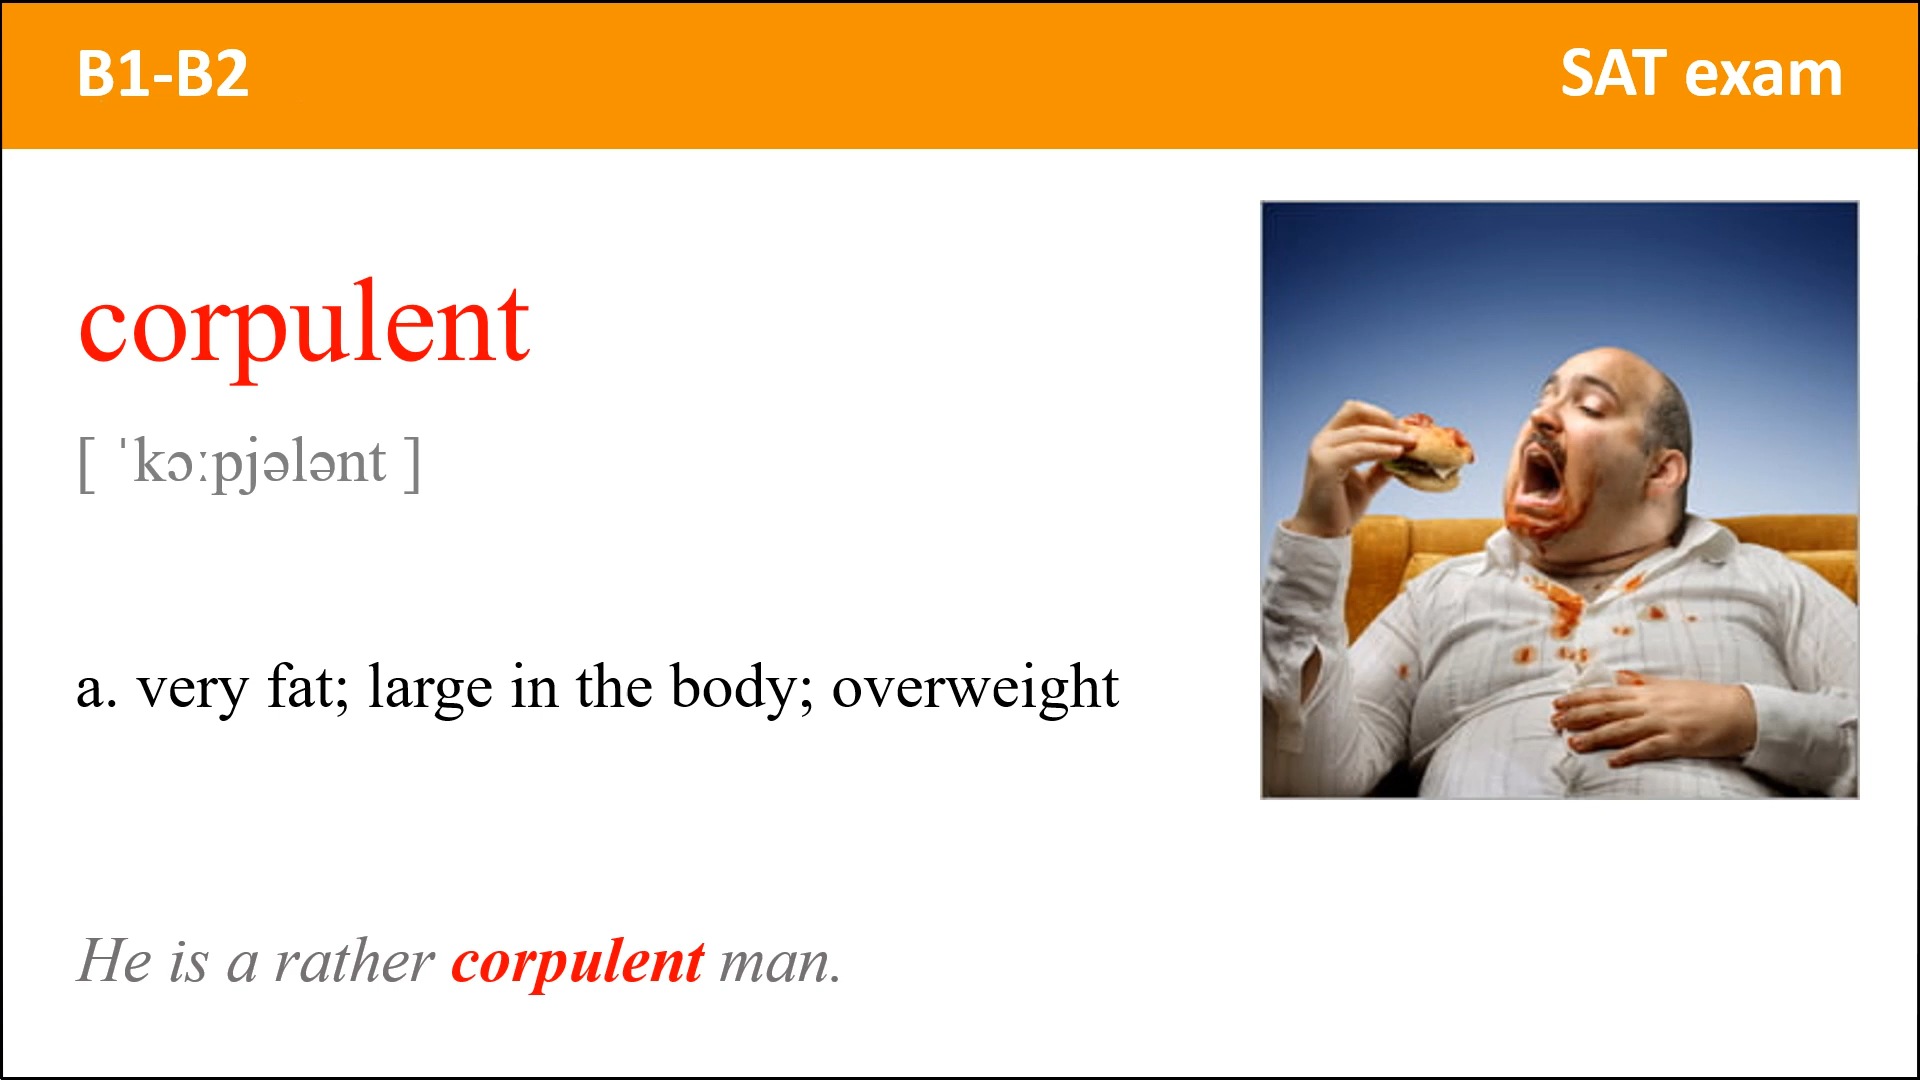 B1-B2
SAT exam
corpulent
[ ˈkɔːpjələnt ]
a. very fat; large in the body; overweight
He is a rather corpulent man.